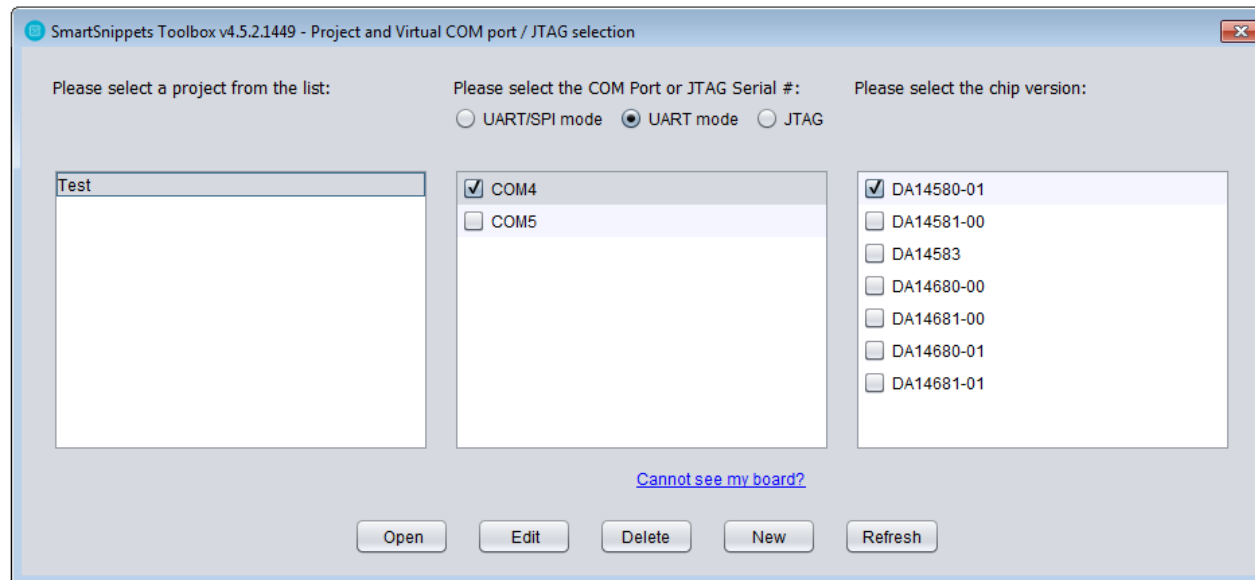 SmartSnippets Toolbox v4.5.2.1449 - Project and Virtual COM port / JTAG selection
Please select a project from the list:
Please select the COM Port or JTAG Serial #:
Please select the chip version:
UART/SPI mode
UART mode
JTAG
Test
COM4
COM5
DA14580-01
DA14581-00
DA14583
DA14680-00
DA14681-00
DA14680-01
DA14681-01
Cannot see my board?
Open
Edit
Delete
New
Refresh